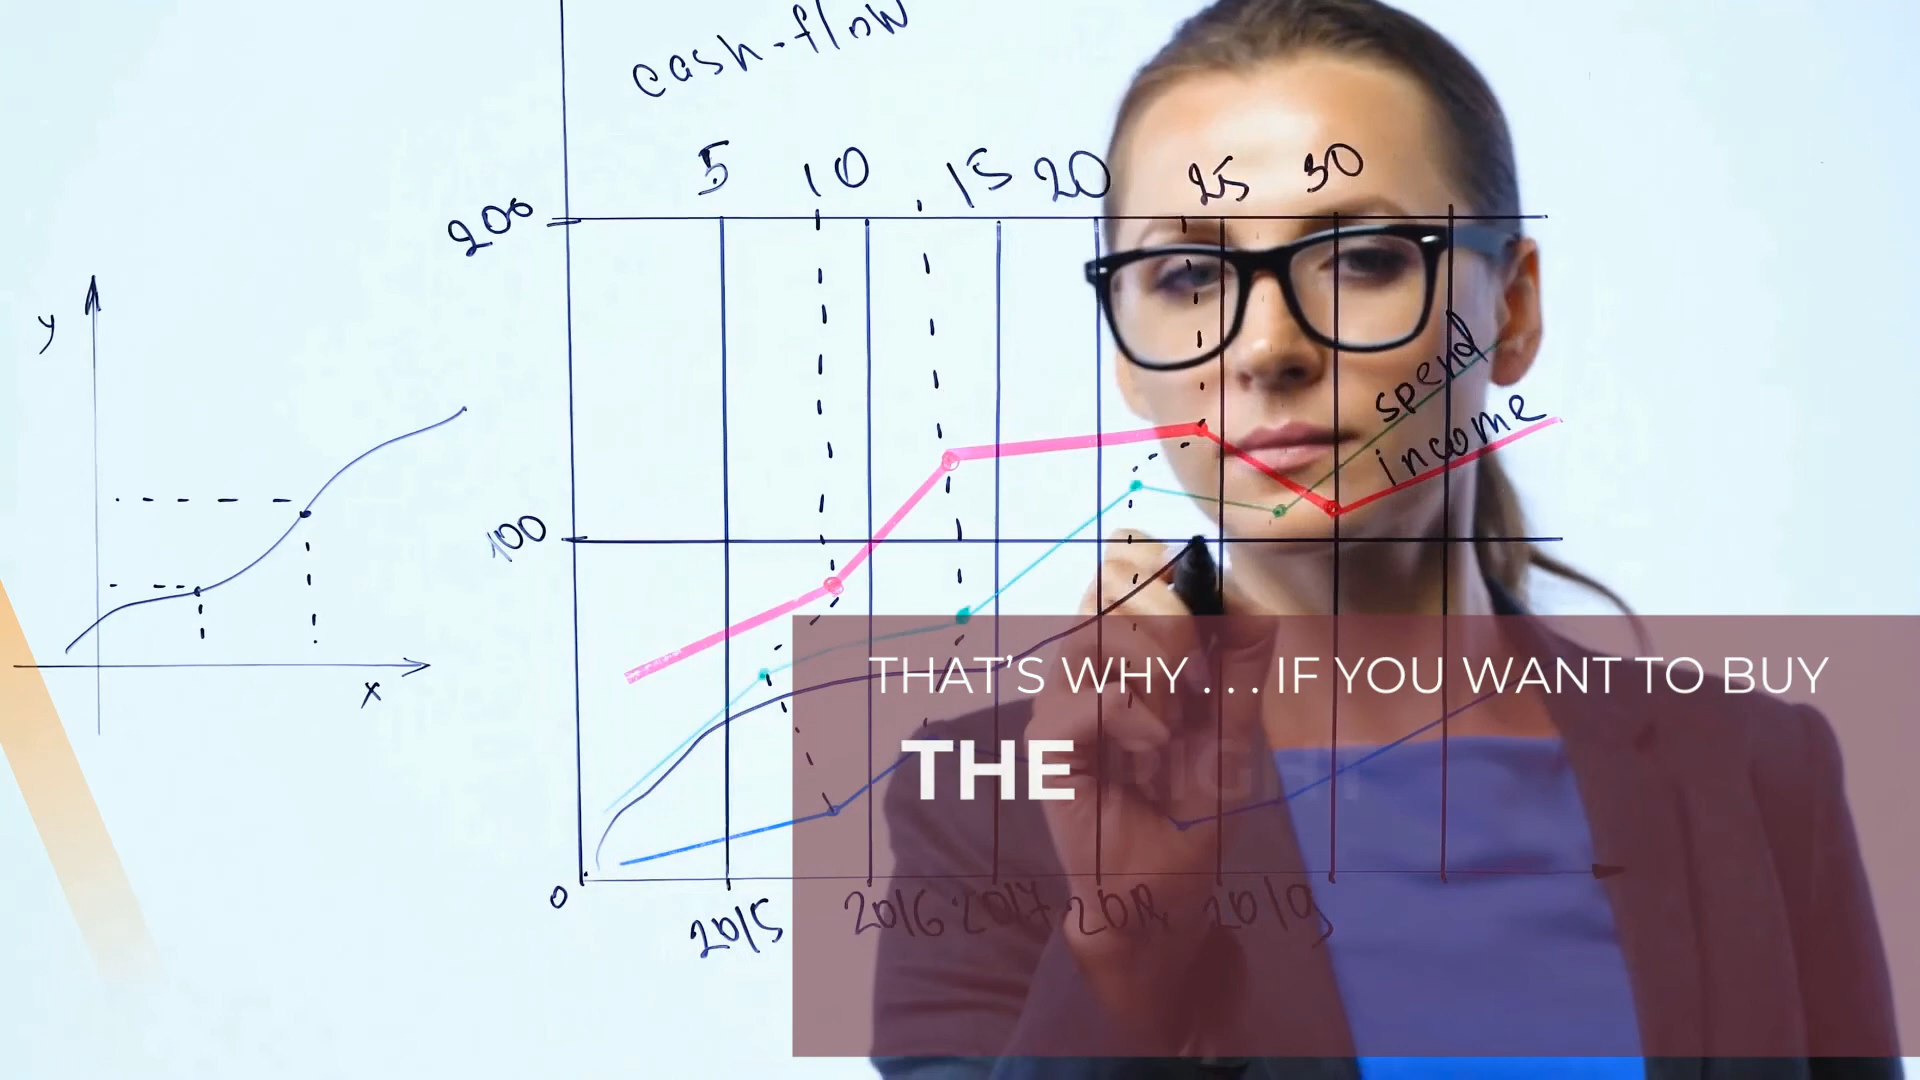 cash-flow
5 10 15 20 25 30
200
y
spend
income
100
x
THAT'S WHY . . . IF YOU WANT TO BUY
THE RIGHT
0
2015 2016 2017 2018 2019